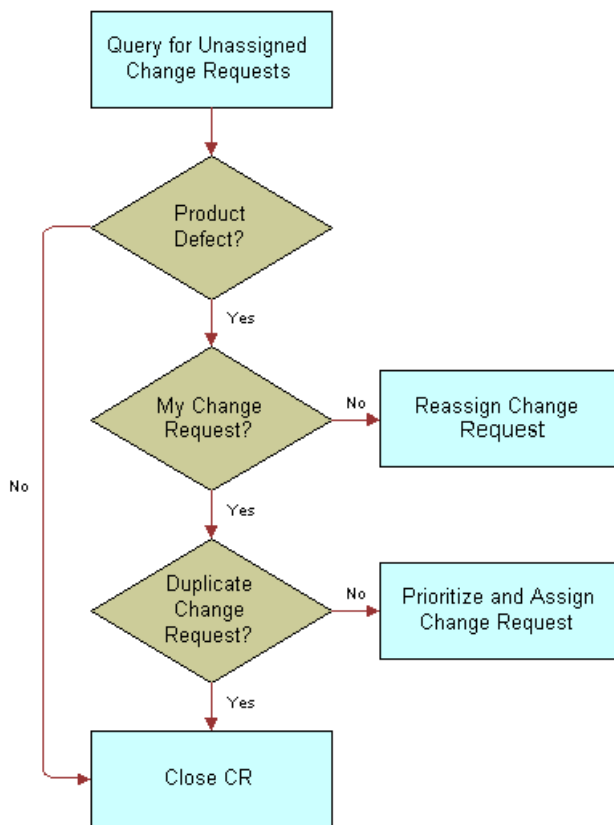 Query for Unassigned
Change Requests
Product
Defect?
Yes
My Change
Request?
No
Reassign Change
Request
No
Yes
Duplicate
Change
Request?
No
Prioritize and Assign
Change Request
Yes
Close CR